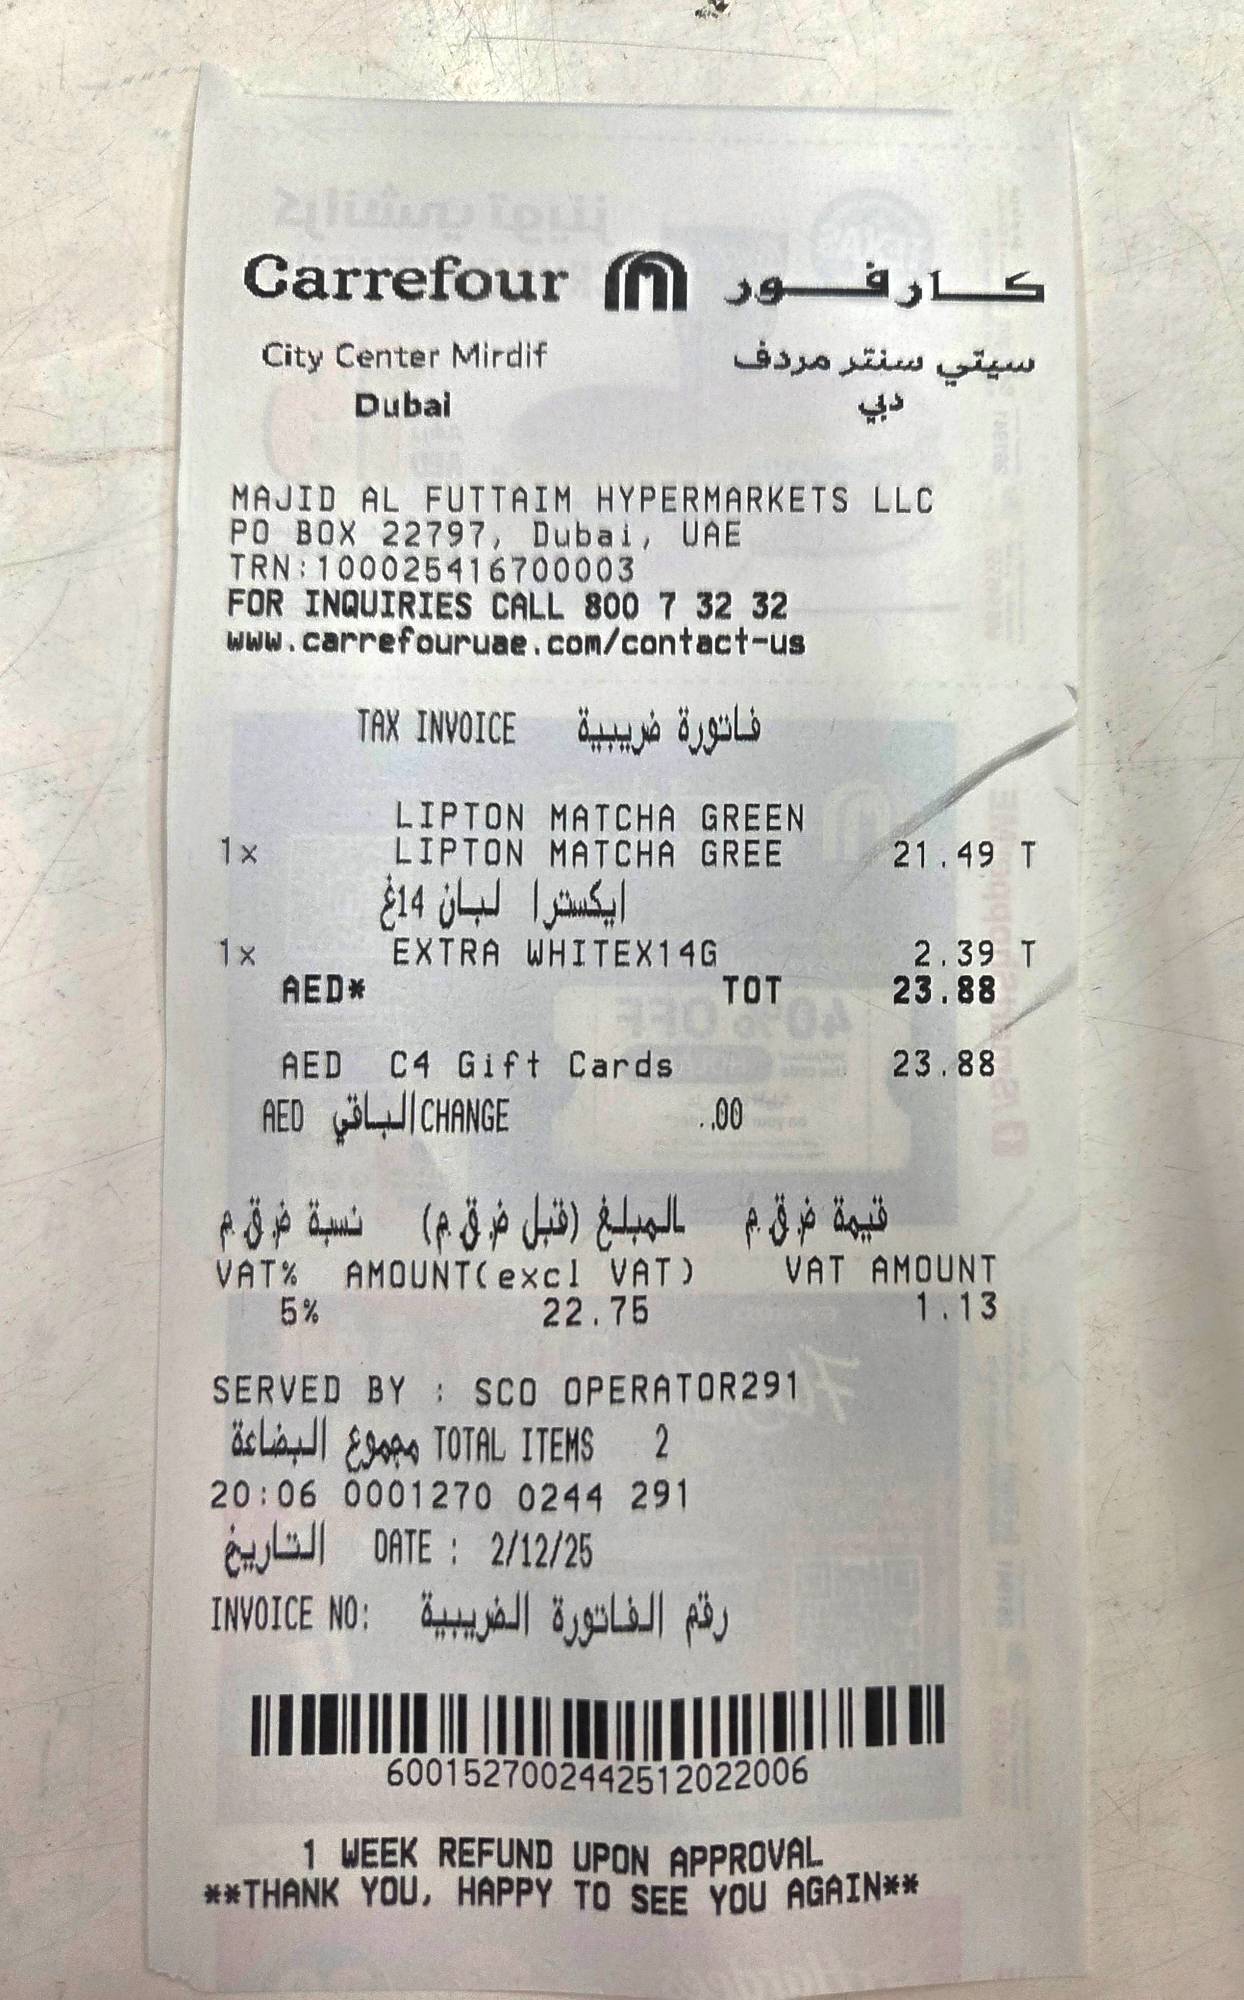 Carrefour كارفور
City Center Mirdif سيتي سنتر مردف
Dubai دبي
MAJID AL FUTTAIM HYPERMARKETS LLC
PO BOX 22797, Dubai, UAE
TRN:100025416700003
FOR INQUIRIES CALL 800 7 32 32
www.carrefouruae.com/contact-us
TAX INVOICE فاتورة ضريبية
LIPTON MATCHA GREEN
1x LIPTON MATCHA GREE 21.49 T
ايكسترا لبان 14غ
1x EXTRA WHITEX14G 2.39 T
AED* TOT 23.88
AED C4 Gift Cards 23.88
AED الباقي CHANGE ..00
نسبة ض.ق.م المبلغ (قبل ض.ق.م) قيمة ض.ق.م
VAT% AMOUNT(excl VAT) VAT AMOUNT
5% 22.75 1.13
SERVED BY : SCO OPERATOR291
مجموع البضاعة TOTAL ITEMS 2
20:06 0001270 0244 291
التاريخ DATE : 2/12/25
INVOICE NO: رقم الفاتورة الضريبية
6001527002442512022006
1 WEEK REFUND UPON APPROVAL
**THANK YOU, HAPPY TO SEE YOU AGAIN**